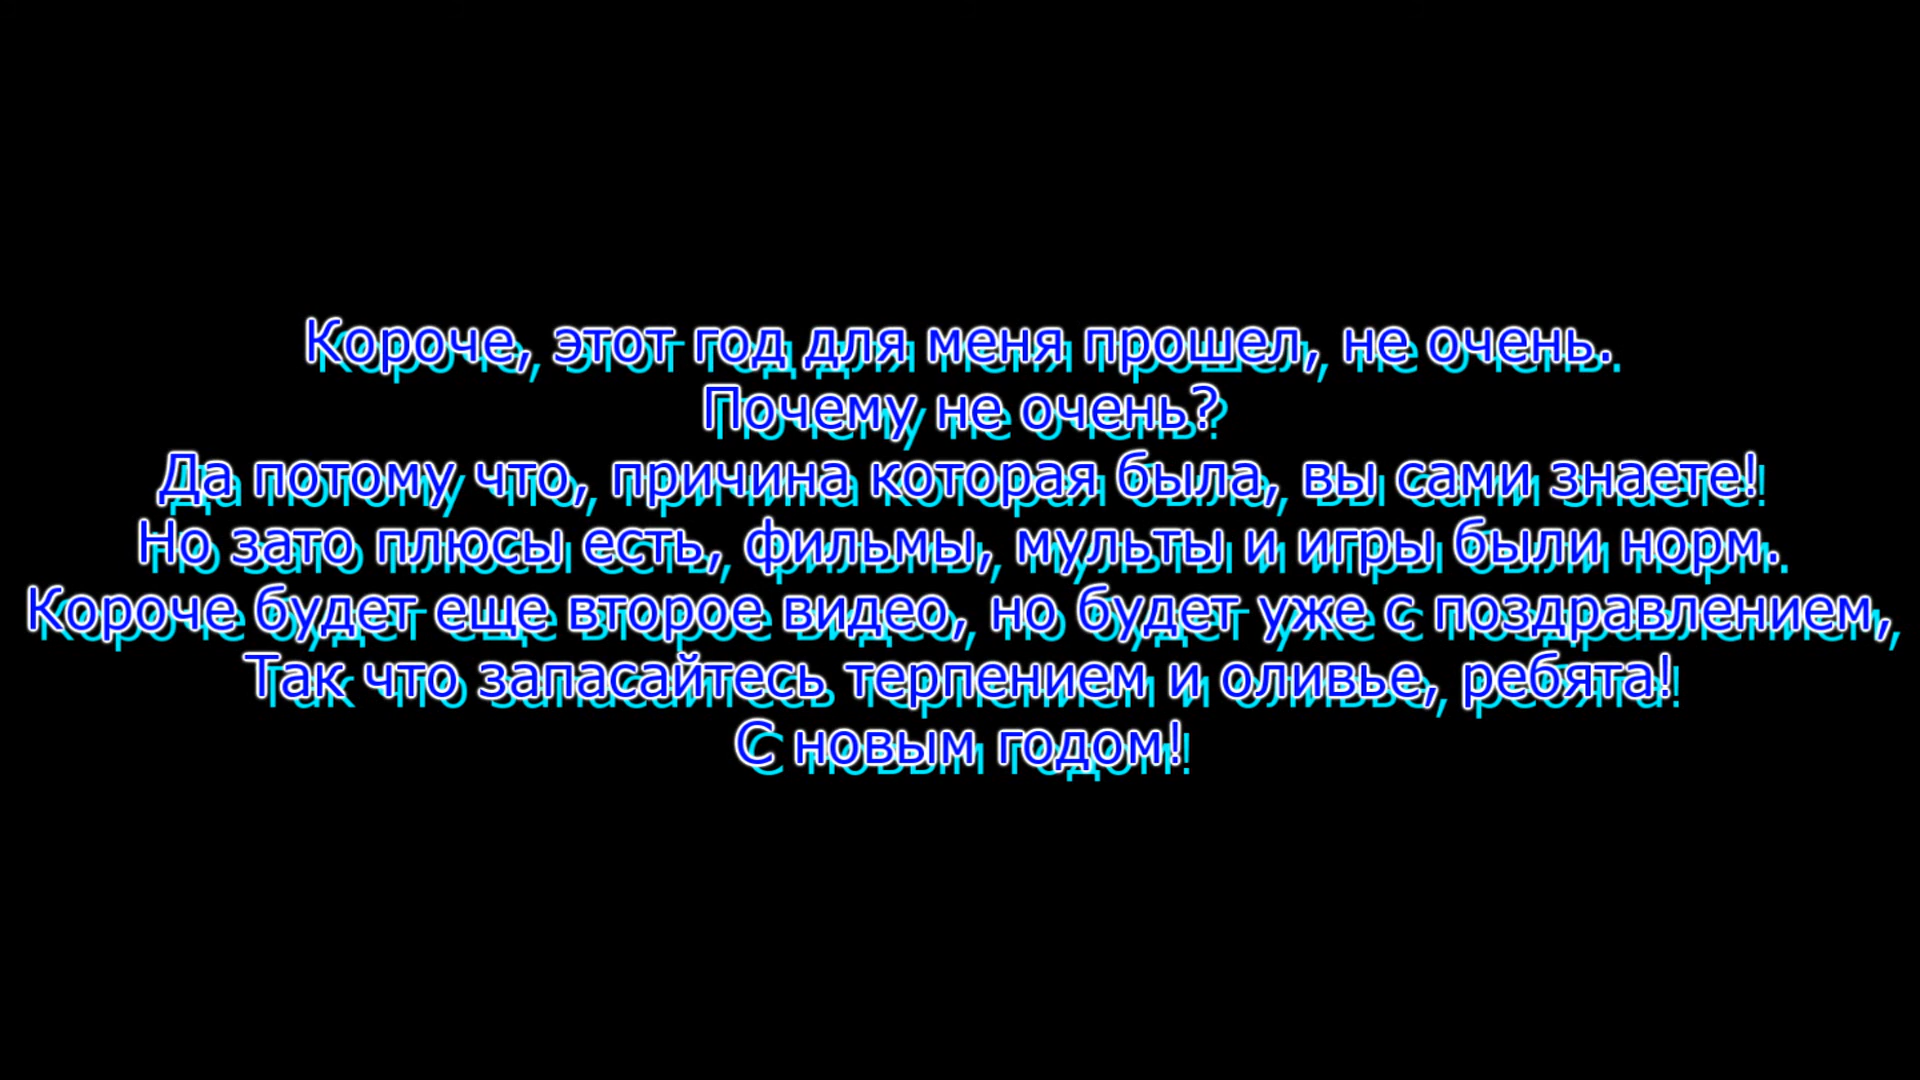 Короче, этот год для меня прошел, не очень.
Почему не очень?
Да потому что, причина которая была, вы сами знаете!
Но зато плюсы есть, фильмы, мульты и игры были норм.
Короче будет еще второе видео, но будет уже с поздравлением,
Так что запасайтесь терпением и оливье, ребята!
С новым годом!